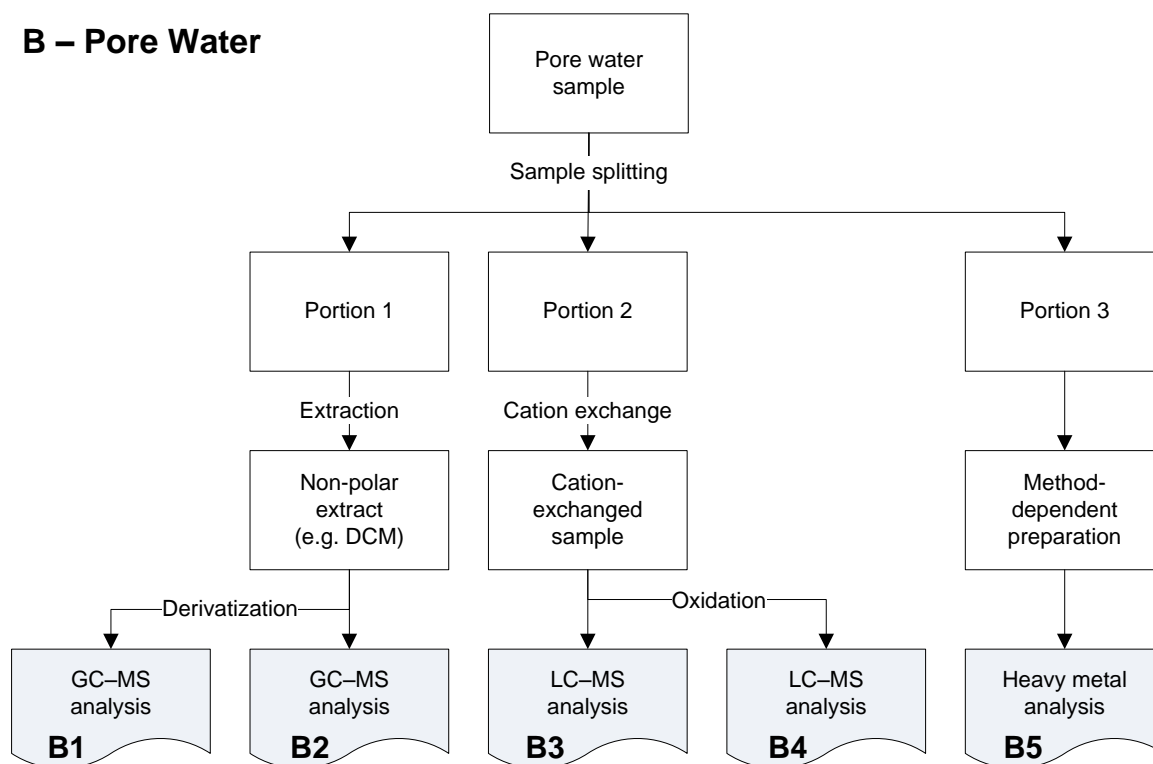 B – Pore Water
Pore water
sample
Sample splitting
Portion 1
Portion 2
Portion 3
Extraction
Cation exchange
Non-polar
extract
(e.g. DCM)
Cation-
exchanged
sample
Method-
dependent
preparation
Derivatization
Oxidation
GC–MS
analysis
B1
GC–MS
analysis
B2
LC–MS
analysis
B3
LC–MS
analysis
B4
Heavy metal
analysis
B5